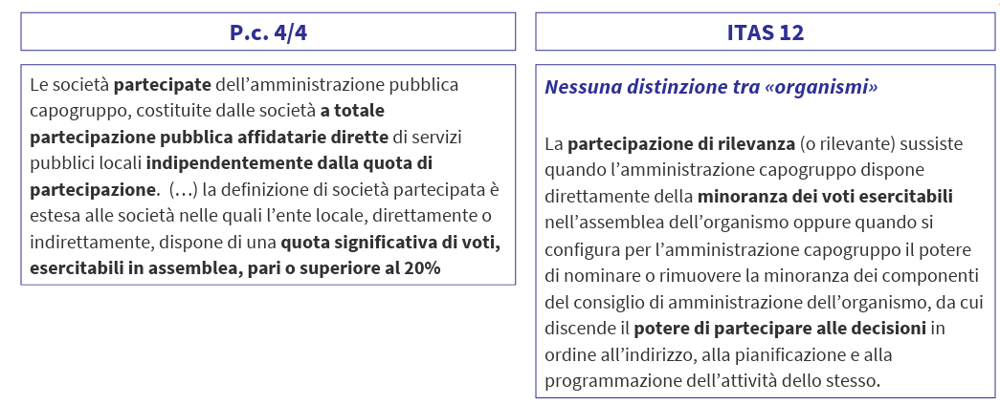 P.c. 4/4
Le società partecipate dell'amministrazione pubblica
capogruppo, costituite dalle società a totale
partecipazione pubblica affidatarie dirette di servizi
pubblici locali indipendentemente dalla quota di
partecipazione. (…) la definizione di società partecipata è
estesa alle società nelle quali l'ente locale, direttamente o
indirettamente, dispone di una quota significativa di voti,
esercitabili in assemblea, pari o superiore al 20%
ITAS 12
Nessuna distinzione tra «organismi»
La partecipazione di rilevanza (o rilevante) sussiste
quando l'amministrazione capogruppo dispone
direttamente della minoranza dei voti esercitabili
nell'assemblea dell'organismo oppure quando si
configura per l'amministrazione capogruppo il potere
di nominare o rimuovere la minoranza dei componenti
del consiglio di amministrazione dell'organismo, da cui
discende il potere di partecipare alle decisioni in
ordine all'indirizzo, alla pianificazione e alla
programmazione dell'attività dello stesso.